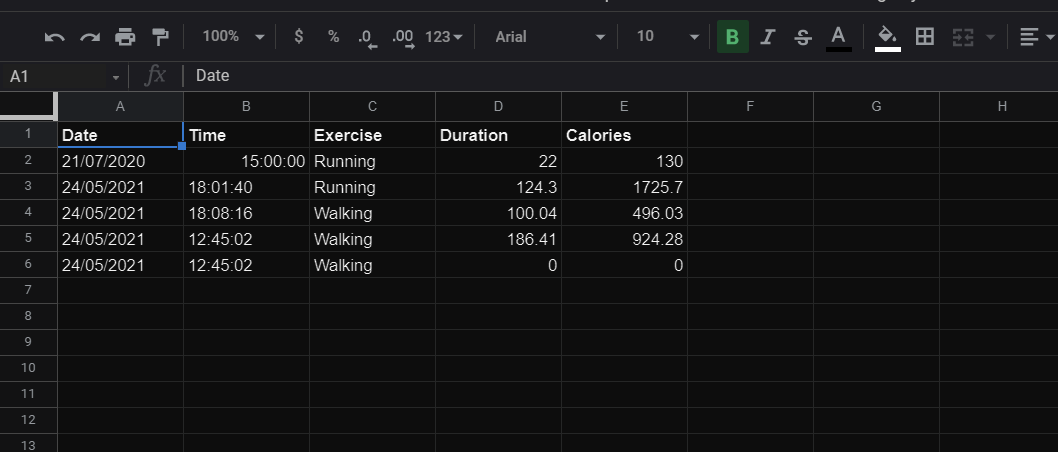 100% $ % .0 .00 123 Arial 10 B I S A
A1 fx Date
A B C D E F G H
1 Date Time Exercise Duration Calories
2 21/07/2020 15:00:00 Running 22 130
3 24/05/2021 18:01:40 Running 124.3 1725.7
4 24/05/2021 18:08:16 Walking 100.04 496.03
5 24/05/2021 12:45:02 Walking 186.41 924.28
6 24/05/2021 12:45:02 Walking 0 0
7
8
9
10
11
12
13